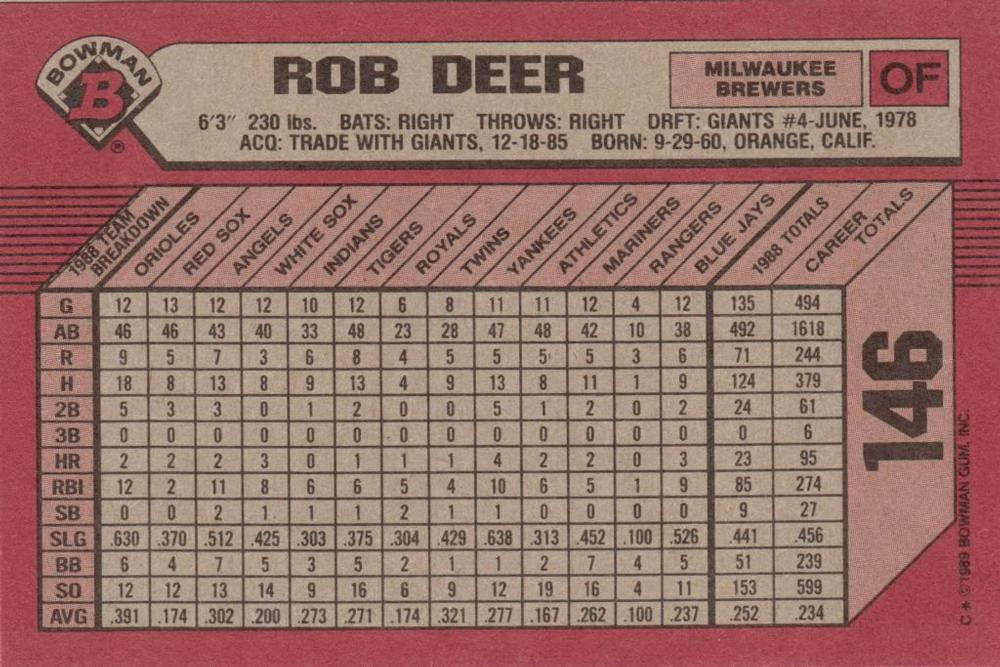 BOWMAN
B
®
ROB DEER
MILWAUKEE
BREWERS
OF
6'3" 230 lbs. BATS: RIGHT THROWS: RIGHT DRFT: GIANTS #4-JUNE, 1978
ACQ: TRADE WITH GIANTS, 12-18-85 BORN: 9-29-60, ORANGE, CALIF.
1988 TEAM BREAKDOWN ORIOLES RED SOX ANGELS WHITE SOX INDIANS TIGERS ROYALS TWINS YANKEES ATHLETICS MARINERS RANGERS BLUE JAYS 1988 TOTALS CAREER TOTALS
G 12 13 12 12 10 12 6 8 11 11 12 4 12 135 494
AB 46 46 43 40 33 48 23 28 47 48 42 10 38 492 1618
R 9 5 7 3 6 8 4 5 5 5 5 3 6 71 244
H 18 8 13 8 9 13 4 9 13 8 11 1 9 124 379
2B 5 3 3 0 1 2 0 0 5 1 2 0 2 24 61
3B 0 0 0 0 0 0 0 0 0 0 0 0 0 0 6
HR 2 2 2 3 0 1 1 1 4 2 2 0 3 23 95
RBI 12 2 11 8 6 6 5 4 10 6 5 1 9 85 274
SB 0 0 2 1 1 1 2 1 1 0 0 0 0 9 27
SLG .630 .370 .512 .425 .303 .375 .304 .429 .638 .313 .452 .100 .526 .441 .456
BB 6 4 7 5 3 5 2 1 1 2 7 4 5 51 239
SO 12 12 13 14 9 16 6 9 12 19 16 4 11 153 599
AVG .391 .174 .302 .200 .273 .271 .174 .321 .277 .167 .262 .100 .237 .252 .234
146
C * © 1989 BOWMAN GUM, INC.